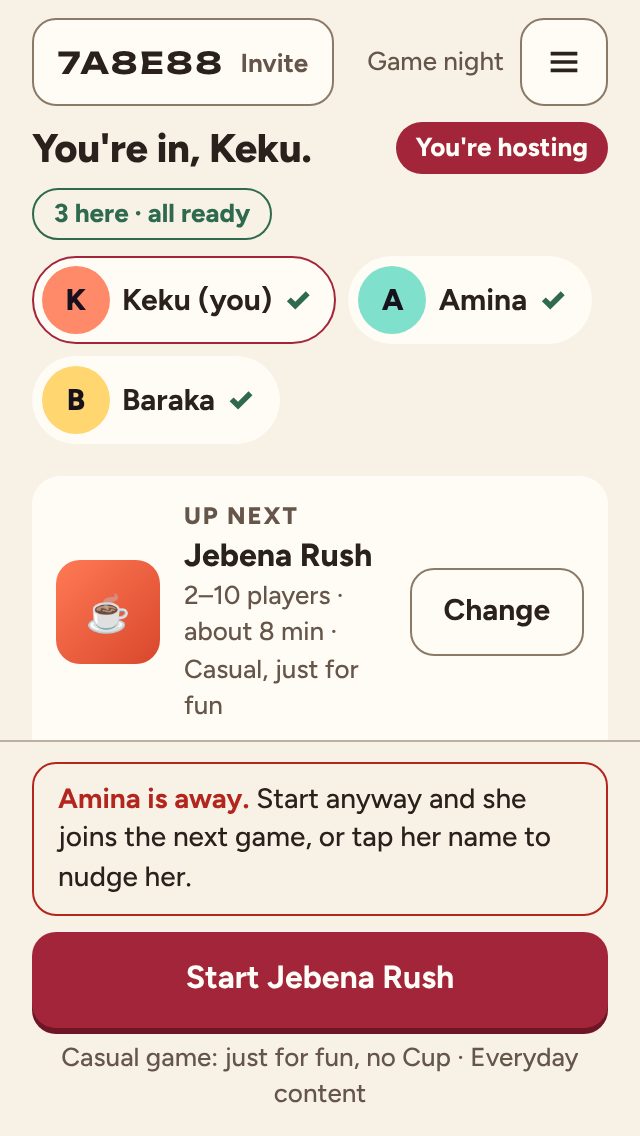 7A8E88 Invite
Game night
You're in, Keku.
You're hosting
3 here · all ready
K Keku (you)
A Amina
B Baraka
UP NEXT
Jebena Rush
2–10 players ·
about 8 min ·
Casual, just for
fun
Change
Amina is away. Start anyway and she
joins the next game, or tap her name to
nudge her.
Start Jebena Rush
Casual game: just for fun, no Cup · Everyday
content